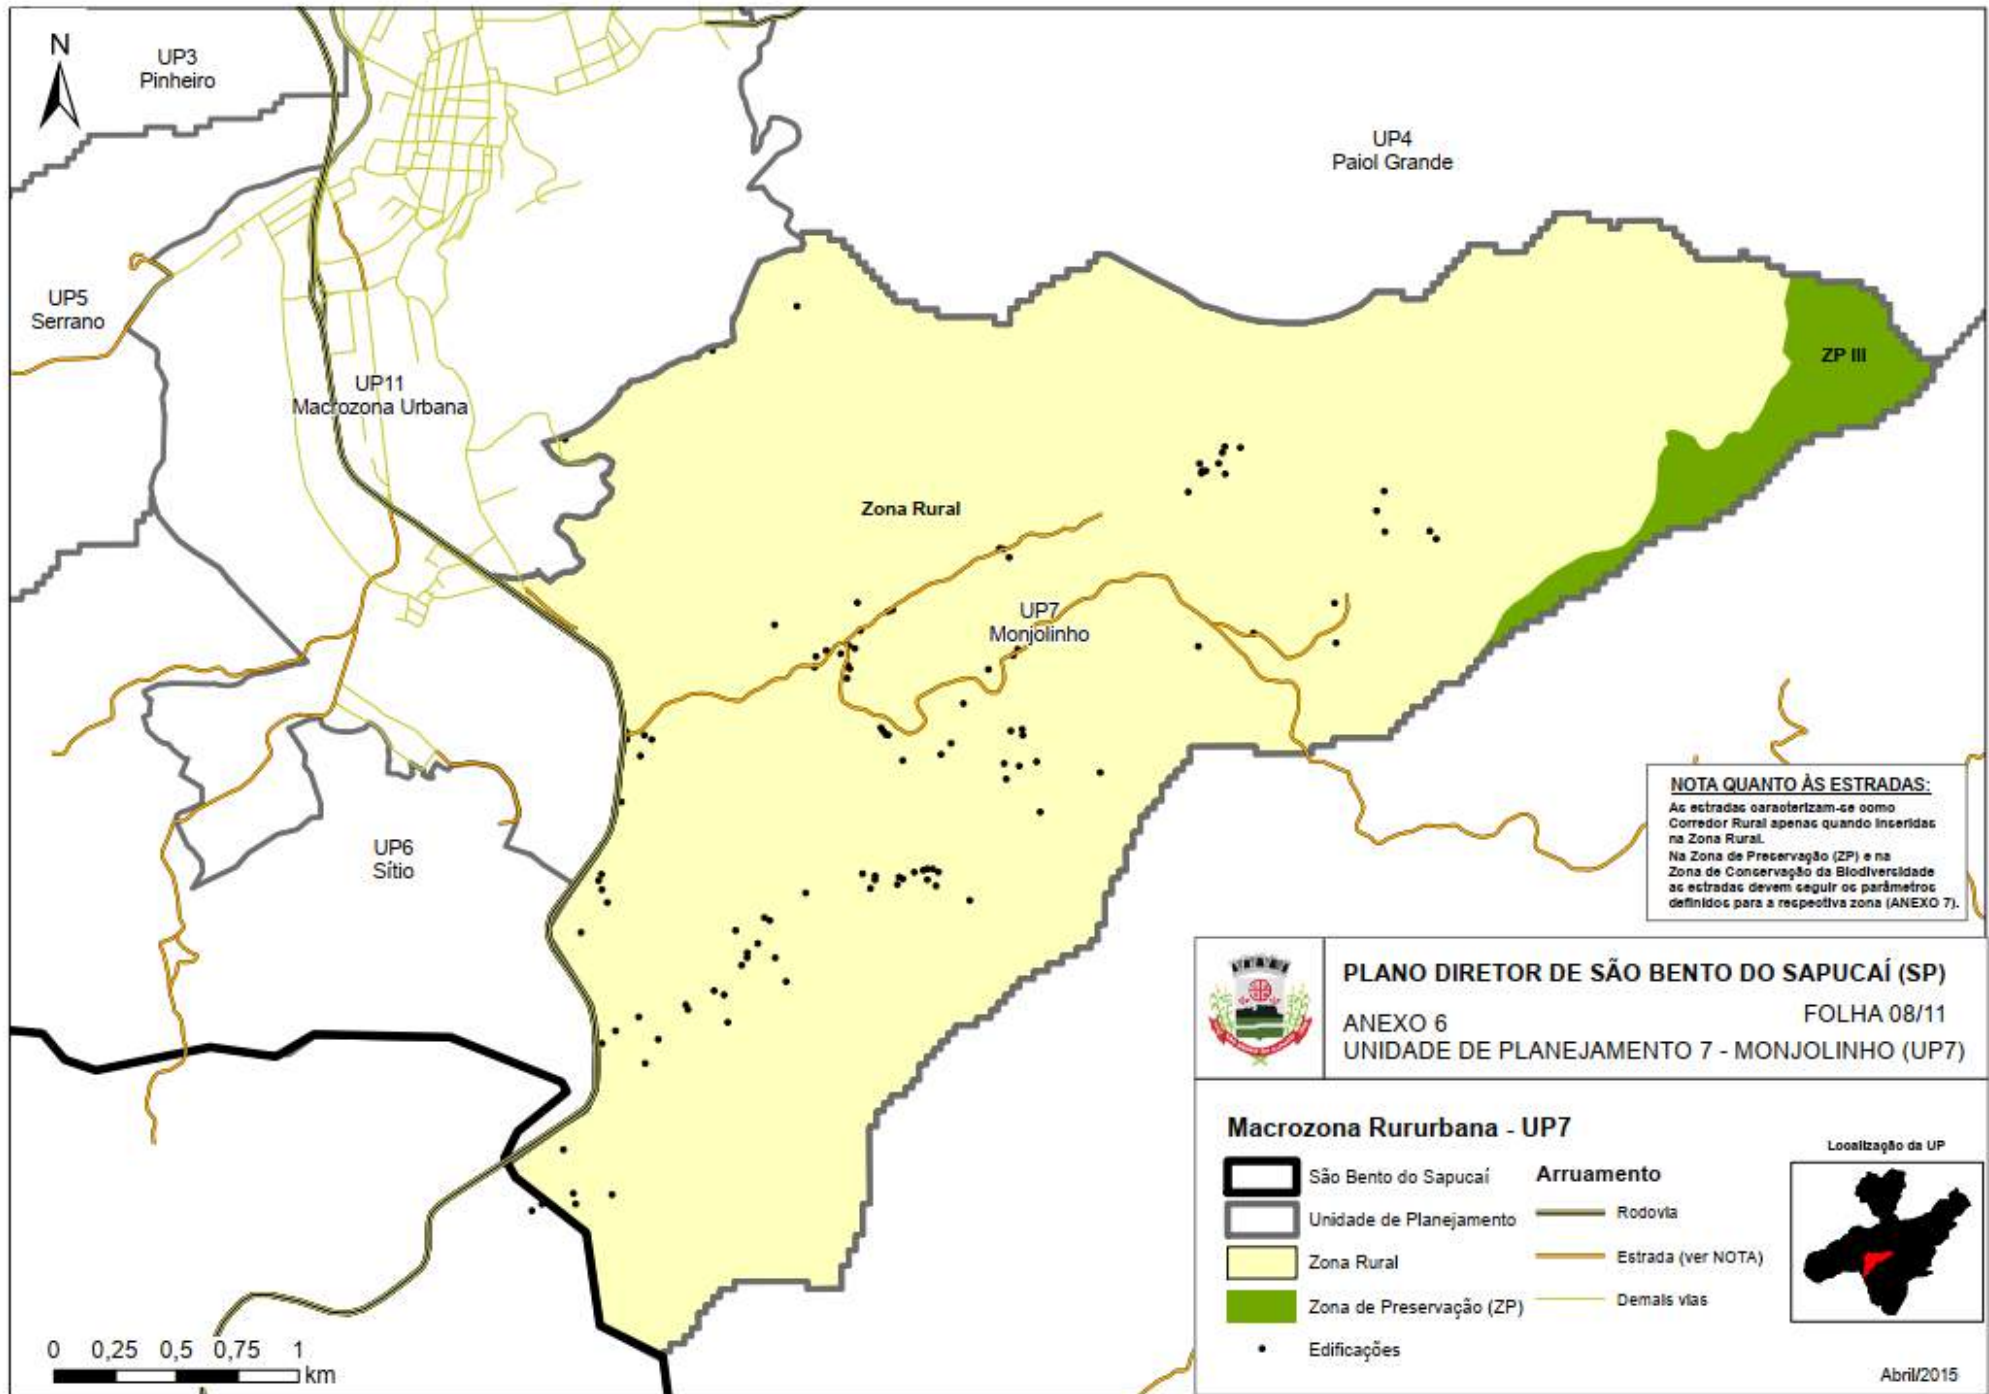 N
UP3
Pinheiro
UP4
Paiol Grande
UP5
Serrano
ZP III
UP11
Macrozona Urbana
Zona Rural
UP7
Monjolinho
UP6
Sítio
NOTA QUANTO ÀS ESTRADAS:
As estradas caracterizam-se como
Corredor Rural apenas quando inseridas
na Zona Rural.
Na Zona de Preservação (ZP) e na
Zona de Conservação da Biodiversidade
as estradas devem seguir os parâmetros
definidos para a respectiva zona (ANEXO 7).
PLANO DIRETOR DE SÃO BENTO DO SAPUCAÍ (SP)
FOLHA 08/11
ANEXO 6
UNIDADE DE PLANEJAMENTO 7 - MONJOLINHO (UP7)
Macrozona Rururbana - UP7
São Bento do Sapucaí
Unidade de Planejamento
Zona Rural
Zona de Preservação (ZP)
Edificações
Arruamento
Rodovia
Estrada (ver NOTA)
Demais vias
Localização da UP
Abril/2015
0 0,25 0,5 0,75 1
km